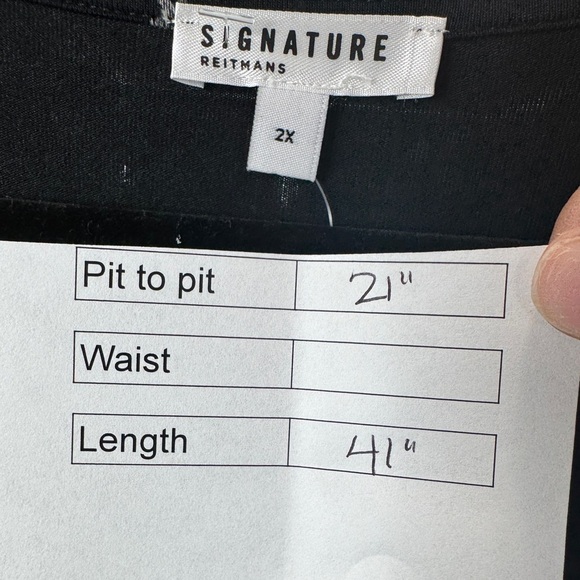 SIGNATURE
REITMANS
2X
Pit to pit 21"
Waist
Length 41"